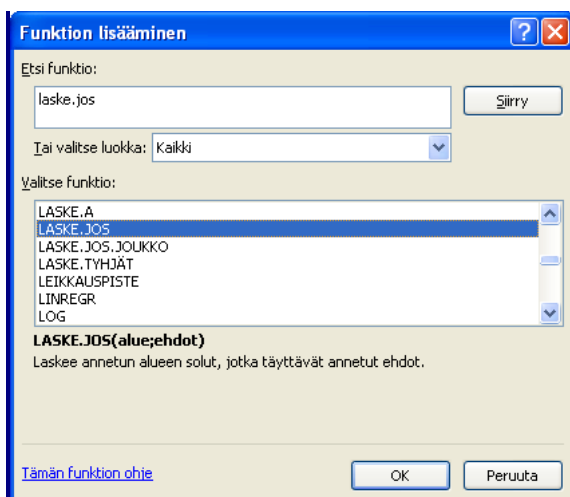 Funktion lisääminen
Etsi funktio:
laske.jos
Siirry
Tai valitse luokka: Kaikki
Valitse funktio:
LASKE.A
LASKE.JOS
LASKE.JOS.JOUKKO
LASKE.TYHJÄT
LEIKKAUSPISTE
LINREGR
LOG
LASKE.JOS(alue;ehdot)
Laskee annetun alueen solut, jotka täyttävät annetut ehdot.
Tämän funktion ohje
OK
Peruuta